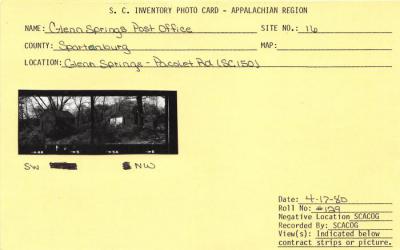 S. C. INVENTORY PHOTO CARD - APPALACHIAN REGION
NAME: Glenn Springs Post Office SITE NO.: 16
COUNTY: Spartanburg MAP:
LOCATION: Glenn Springs - Pacolet Rd (SC150)
SW NW
Date: 4-17-80
Roll No: #129
Negative Location SCACOG
Recorded By: SCACOG
View(s): Indicated below
contract strips or picture.